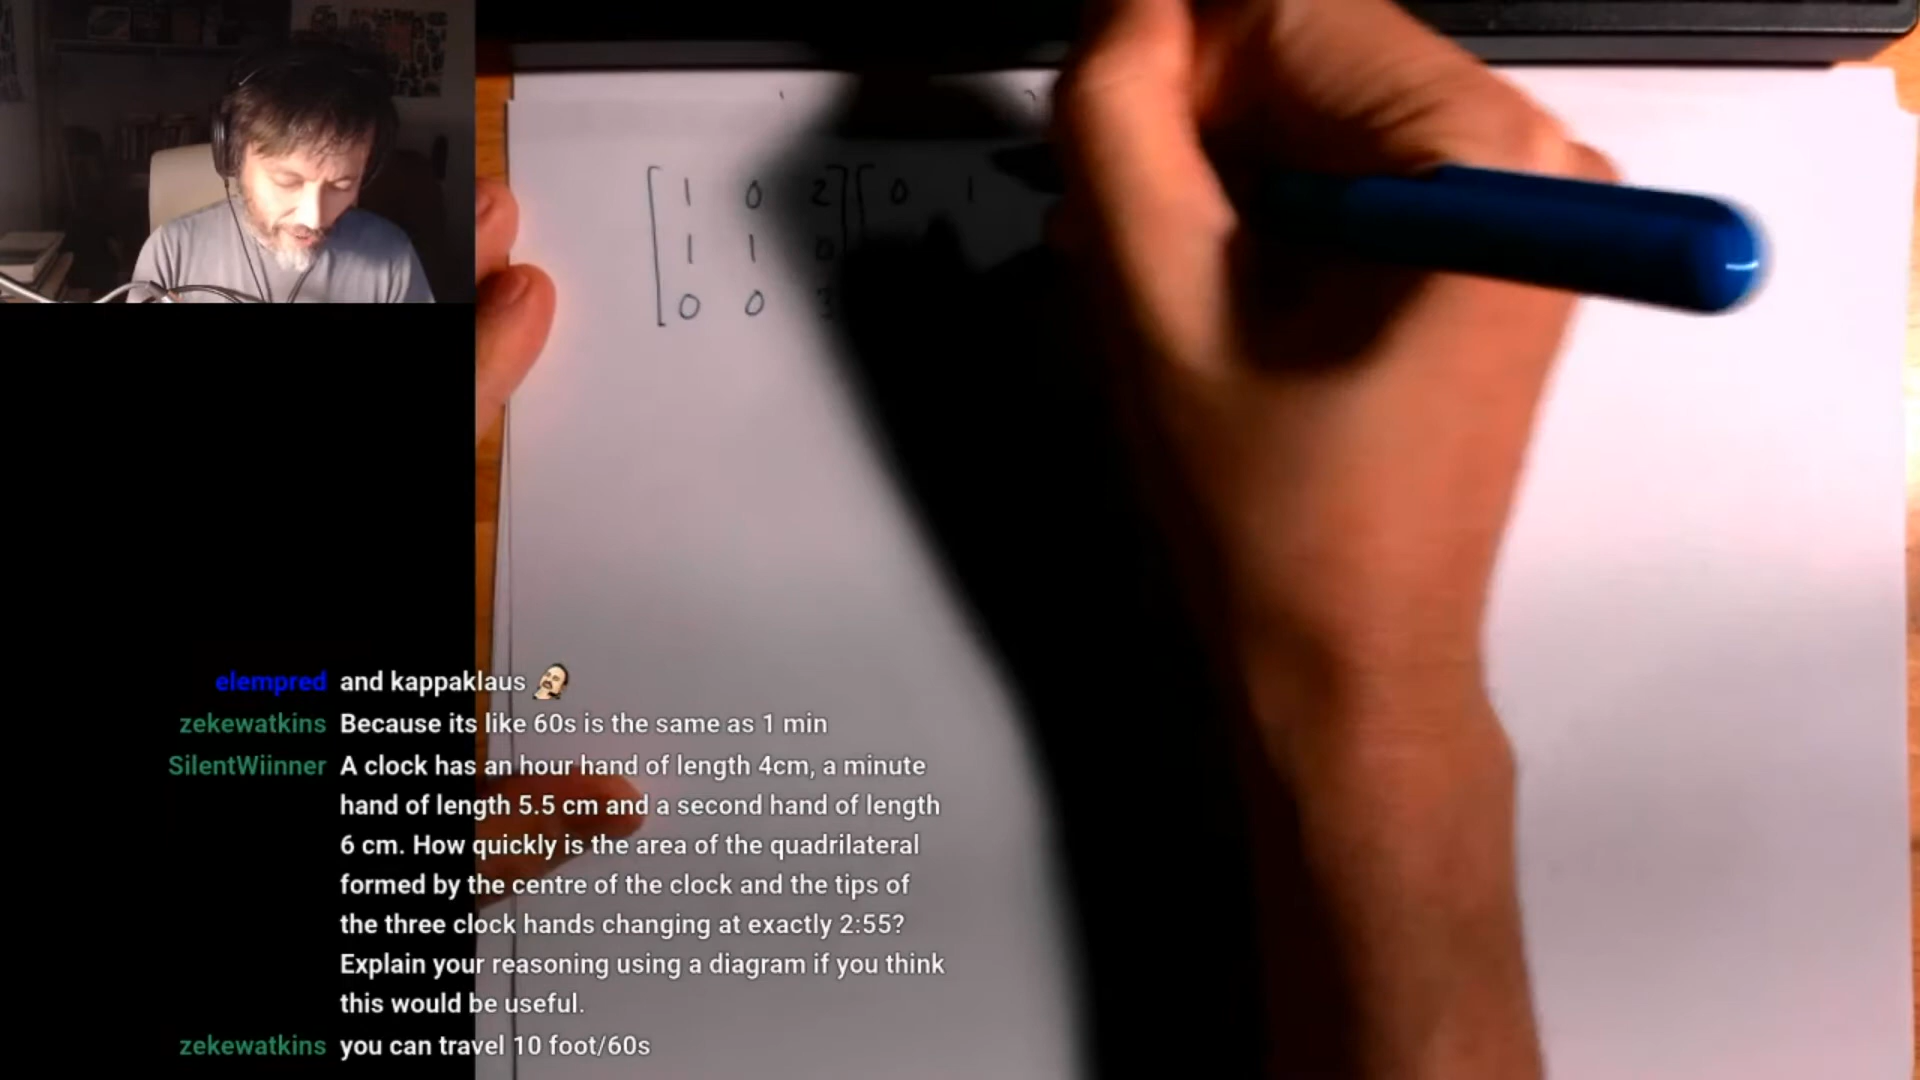 [ 1 0 2 ] [ 0 1
1 1 0
0 0 3
elempred and kappaklaus
zekewatkins Because its like 60s is the same as 1 min
SilentWiinner A clock has an hour hand of length 4cm, a minute
hand of length 5.5 cm and a second hand of length
6 cm. How quickly is the area of the quadrilateral
formed by the centre of the clock and the tips of
the three clock hands changing at exactly 2:55?
Explain your reasoning using a diagram if you think
this would be useful.
zekewatkins you can travel 10 foot/60s